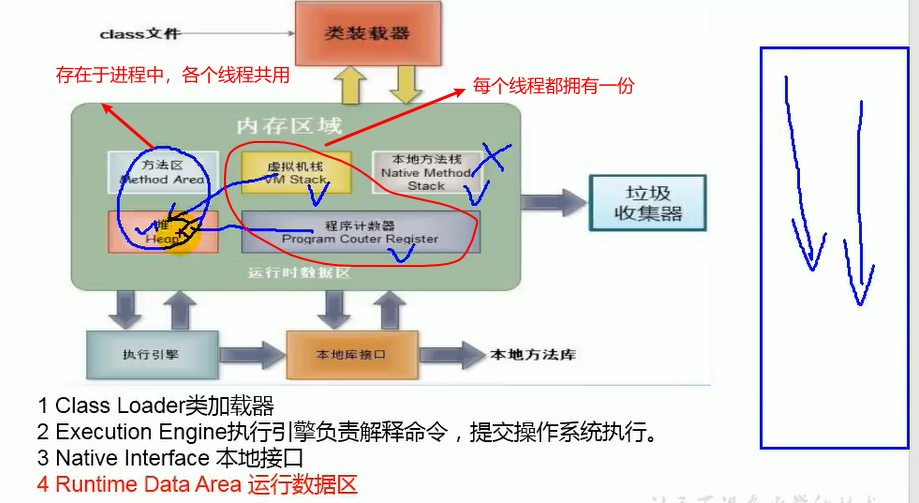 class文件
类装载器
存在于进程中，各个线程共用
每个线程都拥有一份
内存区域
方法区
Method Area
虚拟机栈
VM Stack
本地方法栈
Native Method
Stack
堆
Heap
程序计数器
Program Couter Register
运行时数据区
垃圾
收集器
执行引擎
本地库接口
本地方法库
1 Class Loader类加载器
2 Execution Engine执行引擎负责解释命令，提交操作系统执行。
3 Native Interface 本地接口
4 Runtime Data Area 运行数据区